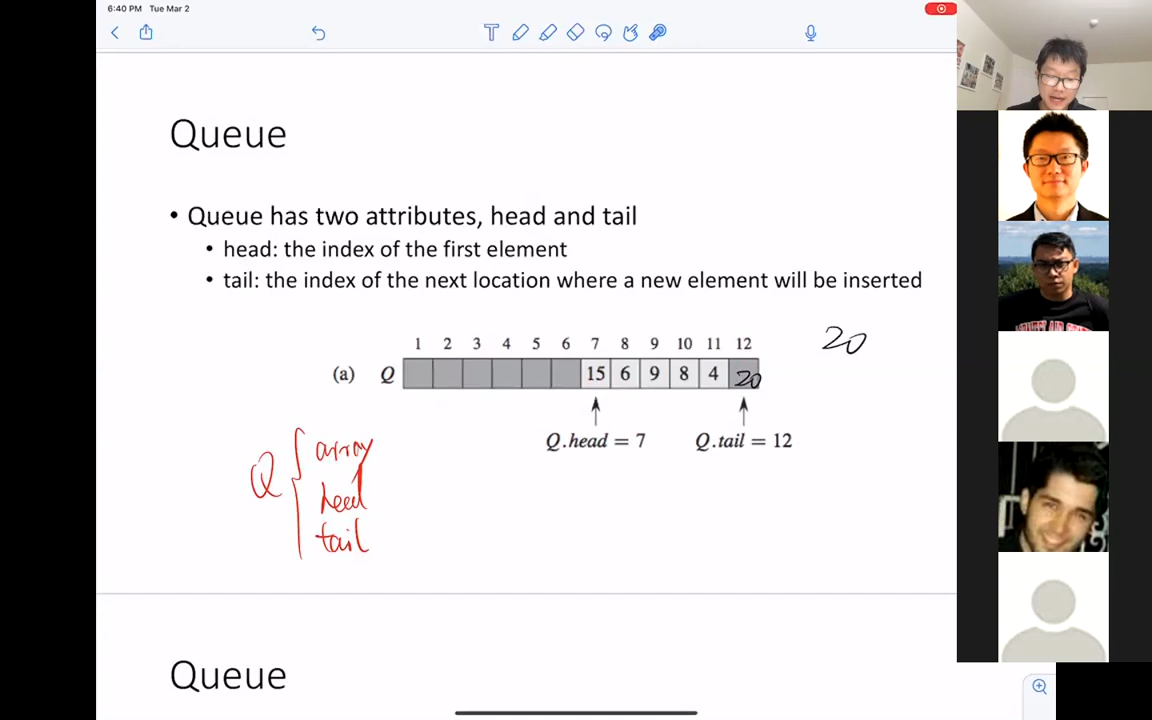 6:40 PM Tue Mar 2
Queue
• Queue has two attributes, head and tail
• head: the index of the first element
• tail: the index of the next location where a new element will be inserted
20
1 2 3 4 5 6 7 8 9 10 11 12
(a) Q 15 6 9 8 4 20
Q.head = 7 Q.tail = 12
Q { array
head
tail
Queue